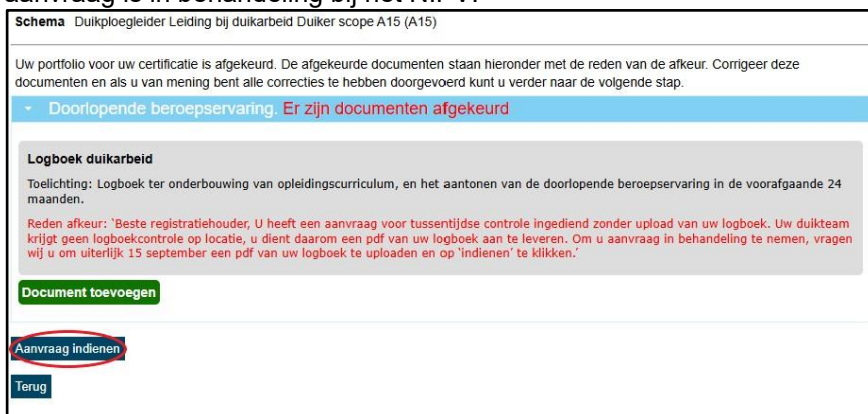 aanvraag is in behandeling bij het NIPV.
Schema Duikploegleider Leiding bij duikarbeid Duiker scope A15 (A15)
Uw portfolio voor uw certificatie is afgekeurd. De afgekeurde documenten staan hieronder met de reden van de afkeur. Corrigeer deze
documenten en als u van mening bent alle correcties te hebben doorgevoerd kunt u verder naar de volgende stap.
Doorlopende beroepservaring. Er zijn documenten afgekeurd
Logboek duikarbeid
Toelichting: Logboek ter onderbouwing van opleidingscurriculum, en het aantonen van de doorlopende beroepservaring in de voorafgaande 24
maanden.
Reden afkeur: 'Beste registratiehouder, U heeft een aanvraag voor tussentijdse controle ingediend zonder upload van uw logboek. Uw duikteam
krijgt geen logboekcontrole op locatie, u dient daarom een pdf van uw logboek aan te leveren. Om u aanvraag in behandeling te nemen, vragen
wij u om uiterlijk 15 september een pdf van uw logboek te uploaden en op 'indienen' te klikken.'
Document toevoegen
Aanvraag indienen
Terug